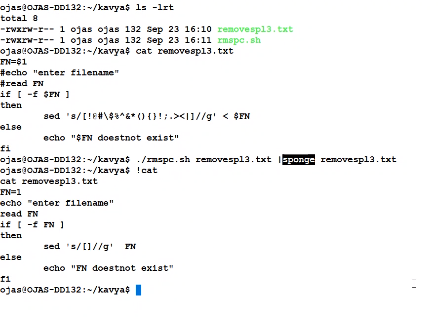 ojas@OJAS-DD132:~/kavya$ ls -lrt
total 8
-rwxrw-r-- 1 ojas ojas 132 Sep 23 16:10 removespl3.txt
-rwxrw-r-- 1 ojas ojas 132 Sep 23 16:11 rmspc.sh
ojas@OJAS-DD132:~/kavya$ cat removespl3.txt
FN=$1
#echo "enter filename"
#read FN
if [ -f $FN ]
then
sed 's/[!@#\$%^&*(){}!;.><|]//g' < $FN
else
echo "$FN doestnot exist"
fi
ojas@OJAS-DD132:~/kavya$ ./rmspc.sh removespl3.txt |sponge removespl3.txt
ojas@OJAS-DD132:~/kavya$ !cat
cat removespl3.txt
FN=1
echo "enter filename"
read FN
if [ -f FN ]
then
sed 's/[]//g' FN
else
echo "FN doestnot exist"
fi
ojas@OJAS-DD132:~/kavya$